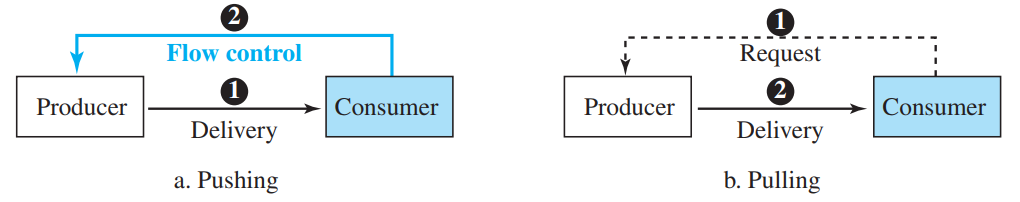 2
Flow control
Producer
1
Delivery
Consumer
a. Pushing
1
Request
Producer
2
Delivery
Consumer
b. Pulling